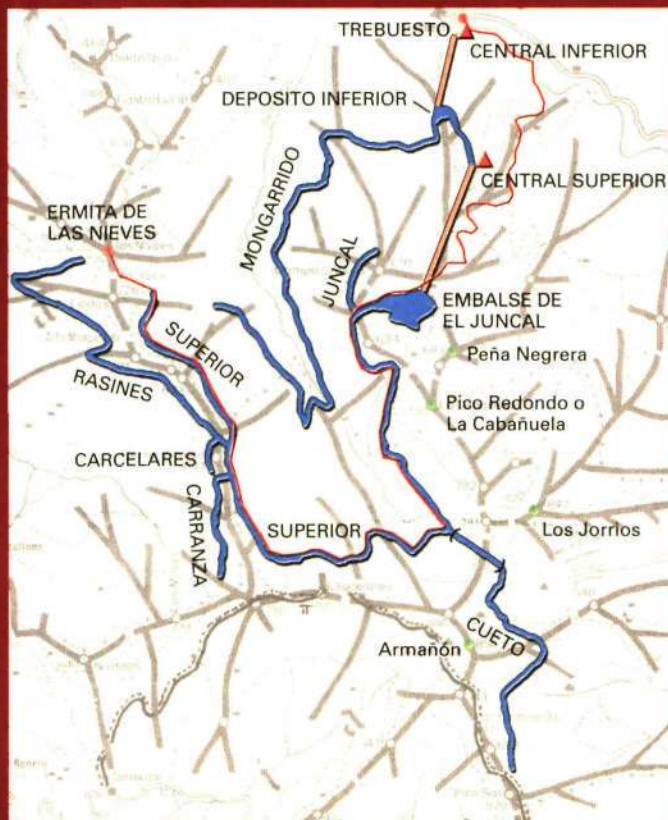 TREBUESTO
CENTRAL INFERIOR
DEPOSITO INFERIOR
CENTRAL SUPERIOR
ERMITA DE
LAS NIEVES
MONGARRIDO
JUNCAL
EMBALSE DE
EL JUNCAL
SUPERIOR
Peña Negrera
RASINES
Pico Redondo o
La Cabañuela
CARCELARES
CARRANZA
SUPERIOR
Los Jorrios
CUETO
Armañón